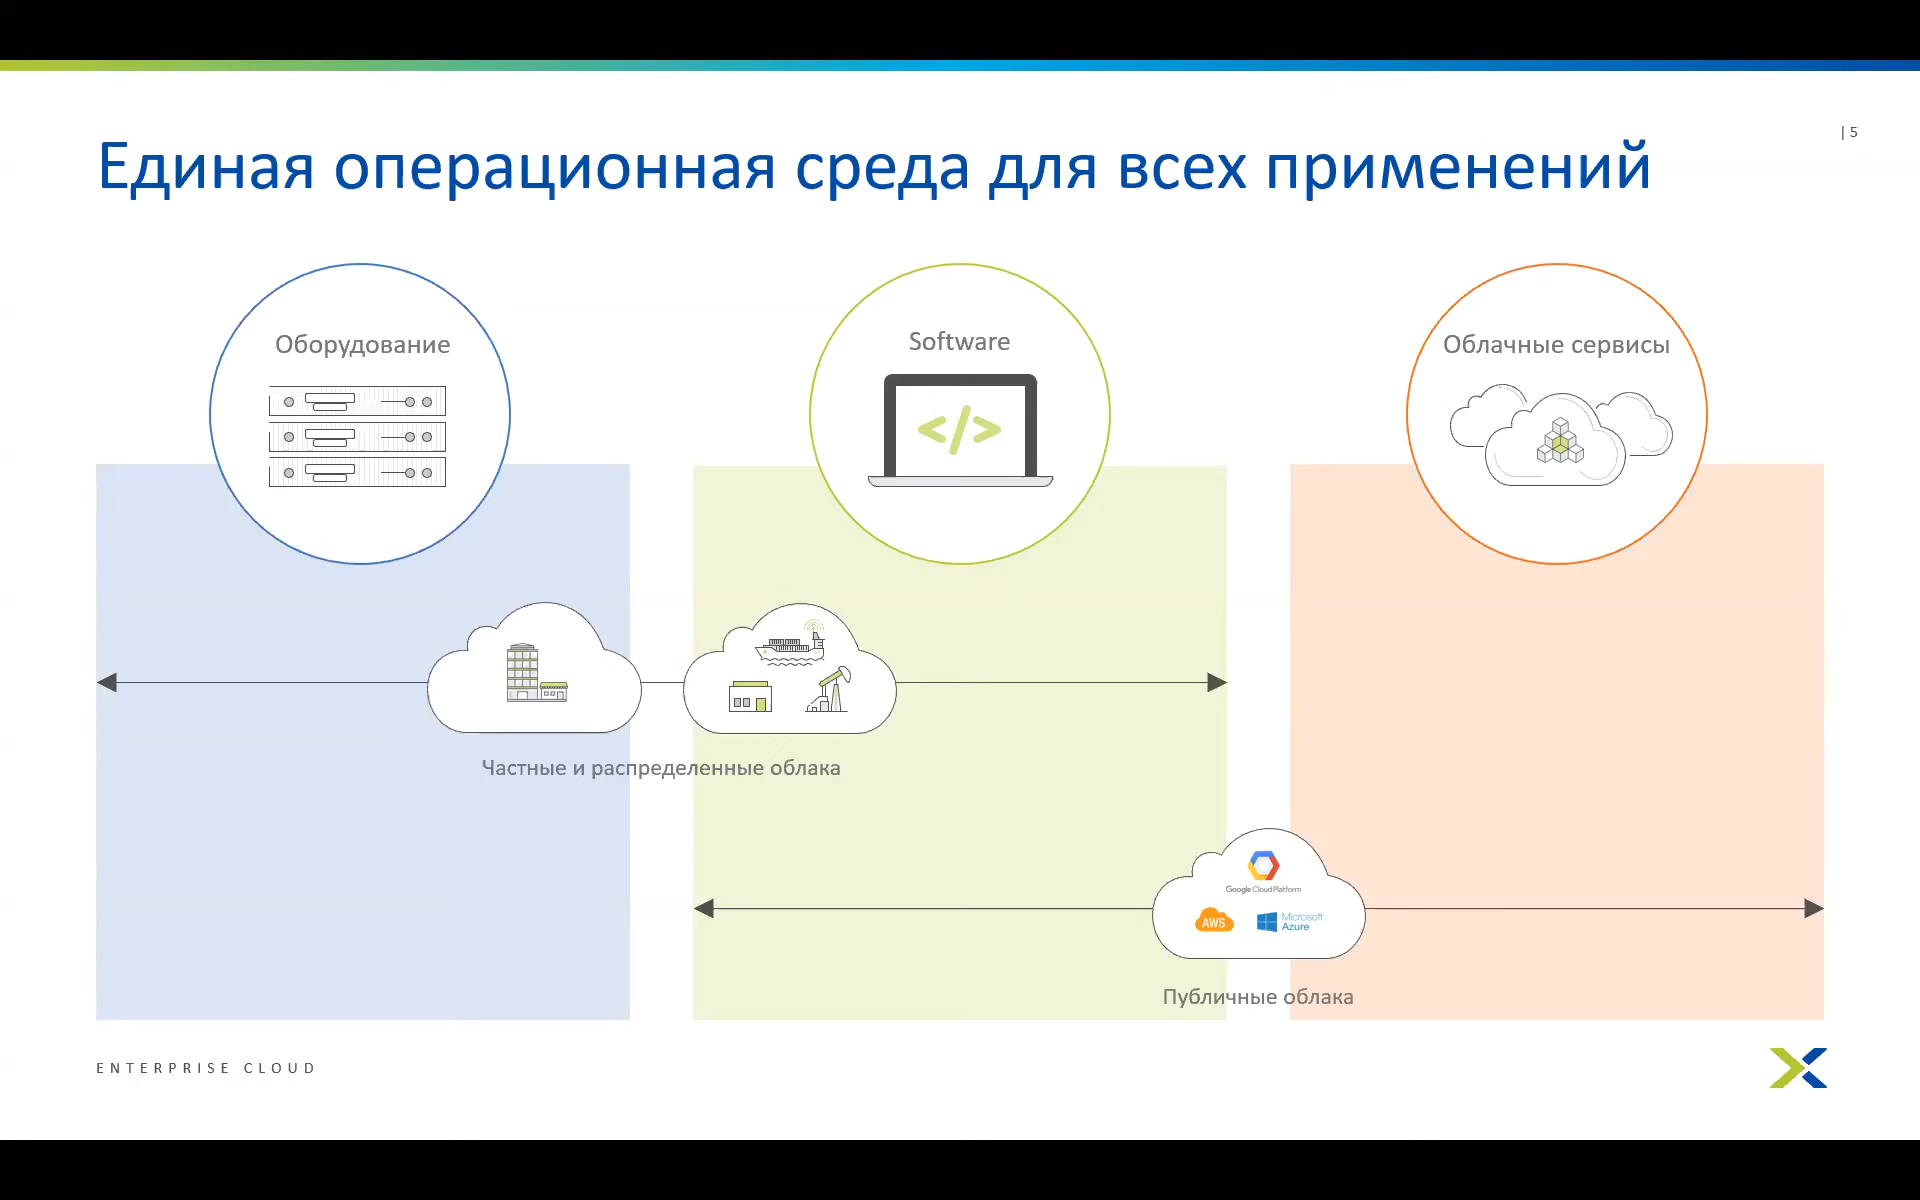 | 5
Единая операционная среда для всех применений
Оборудование
Software
Облачные сервисы
</>
Частные и распределенные облака
Google Cloud Platform
AWS
Microsoft
Azure
Публичные облака
ENTERPRISE CLOUD